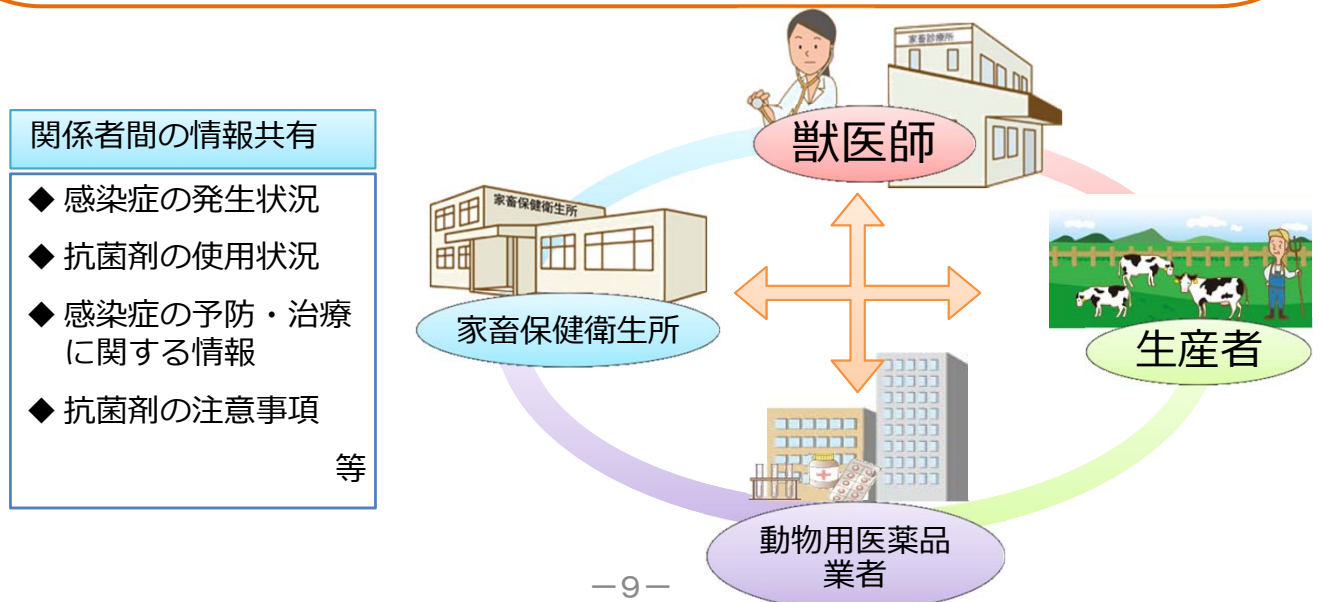 関係者間の情報共有
◆ 感染症の発生状況
◆ 抗菌剤の使用状況
◆ 感染症の予防・治療
に関する情報
◆ 抗菌剤の注意事項
等
家畜診療所
獣医師
家畜保健衛生所
家畜保健衛生所
生産者
動物用医薬品
業者
－9－